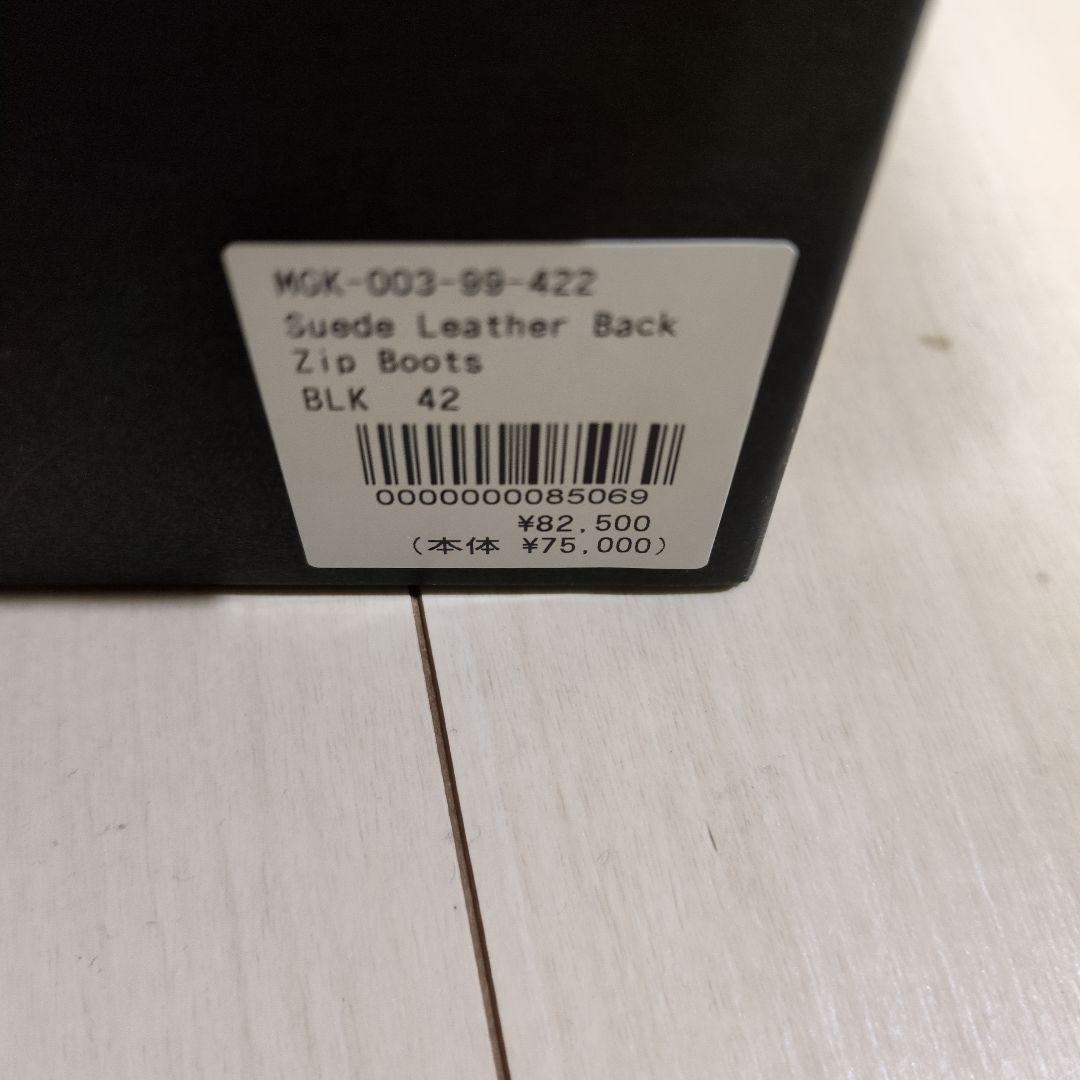 MGK-003-99-422
Suede Leather Back
Zip Boots
BLK 42
0000000085069
¥82,500
(本体 ¥75,000)